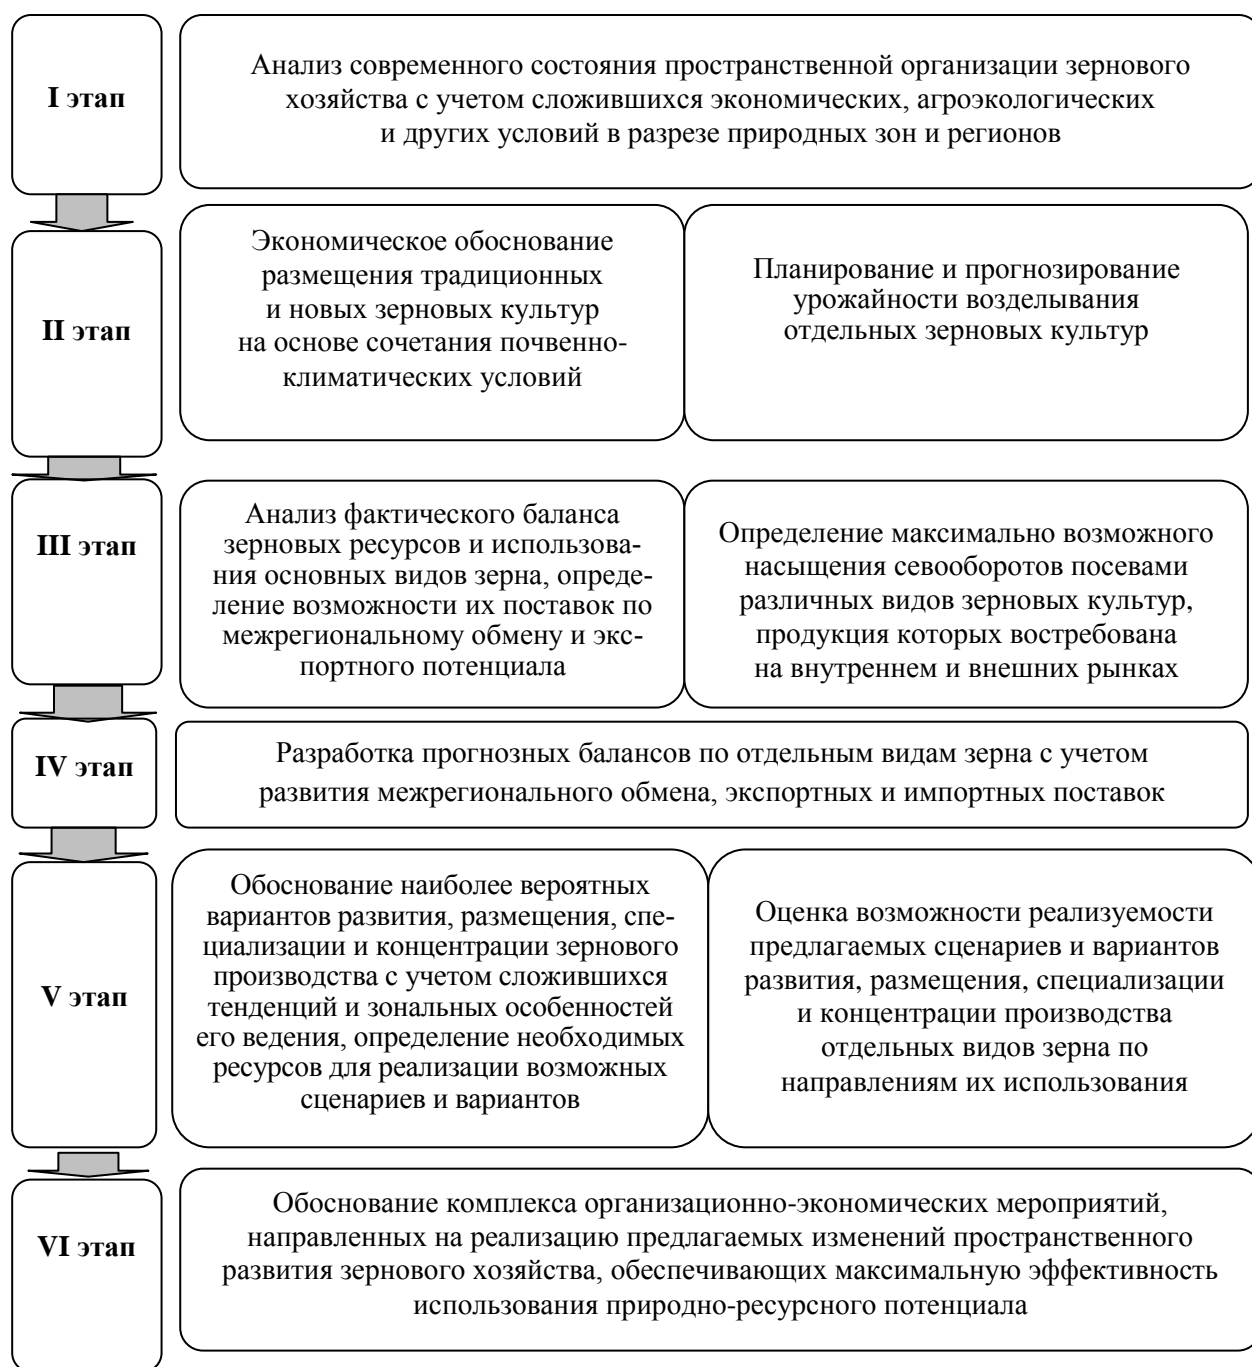 I этап
Анализ современного состояния пространственной организации зернового
хозяйства с учетом сложившихся экономических, агроэкологических
и других условий в разрезе природных зон и регионов
II этап
Экономическое обоснование
размещения традиционных
и новых зерновых культур
на основе сочетания почвенно-
климатических условий
Планирование и прогнозирование
урожайности возделывания
отдельных зерновых культур
III этап
Анализ фактического баланса
зерновых ресурсов и использова-
ния основных видов зерна, опреде-
ление возможности их поставок по
межрегиональному обмену и экс-
портного потенциала
Определение максимально возможного
насыщения севооборотов посевами
различных видов зерновых культур,
продукция которых востребована
на внутреннем и внешних рынках
IV этап
Разработка прогнозных балансов по отдельным видам зерна с учетом
развития межрегионального обмена, экспортных и импортных поставок
V этап
Обоснование наиболее вероятных
вариантов развития, размещения, спе-
циализации и концентрации зернового
производства с учетом сложившихся
тенденций и зональных особенностей
его ведения, определение необходимых
ресурсов для реализации возможных
сценариев и вариантов
Оценка возможности реализуемости
предлагаемых сценариев и вариантов
развития, размещения, специализации
и концентрации производства
отдельных видов зерна по
направлениям их использования
VI этап
Обоснование комплекса организационно-экономических мероприятий,
направленных на реализацию предлагаемых изменений пространственного
развития зернового хозяйства, обеспечивающих максимальную эффективность
использования природно-ресурсного потенциала